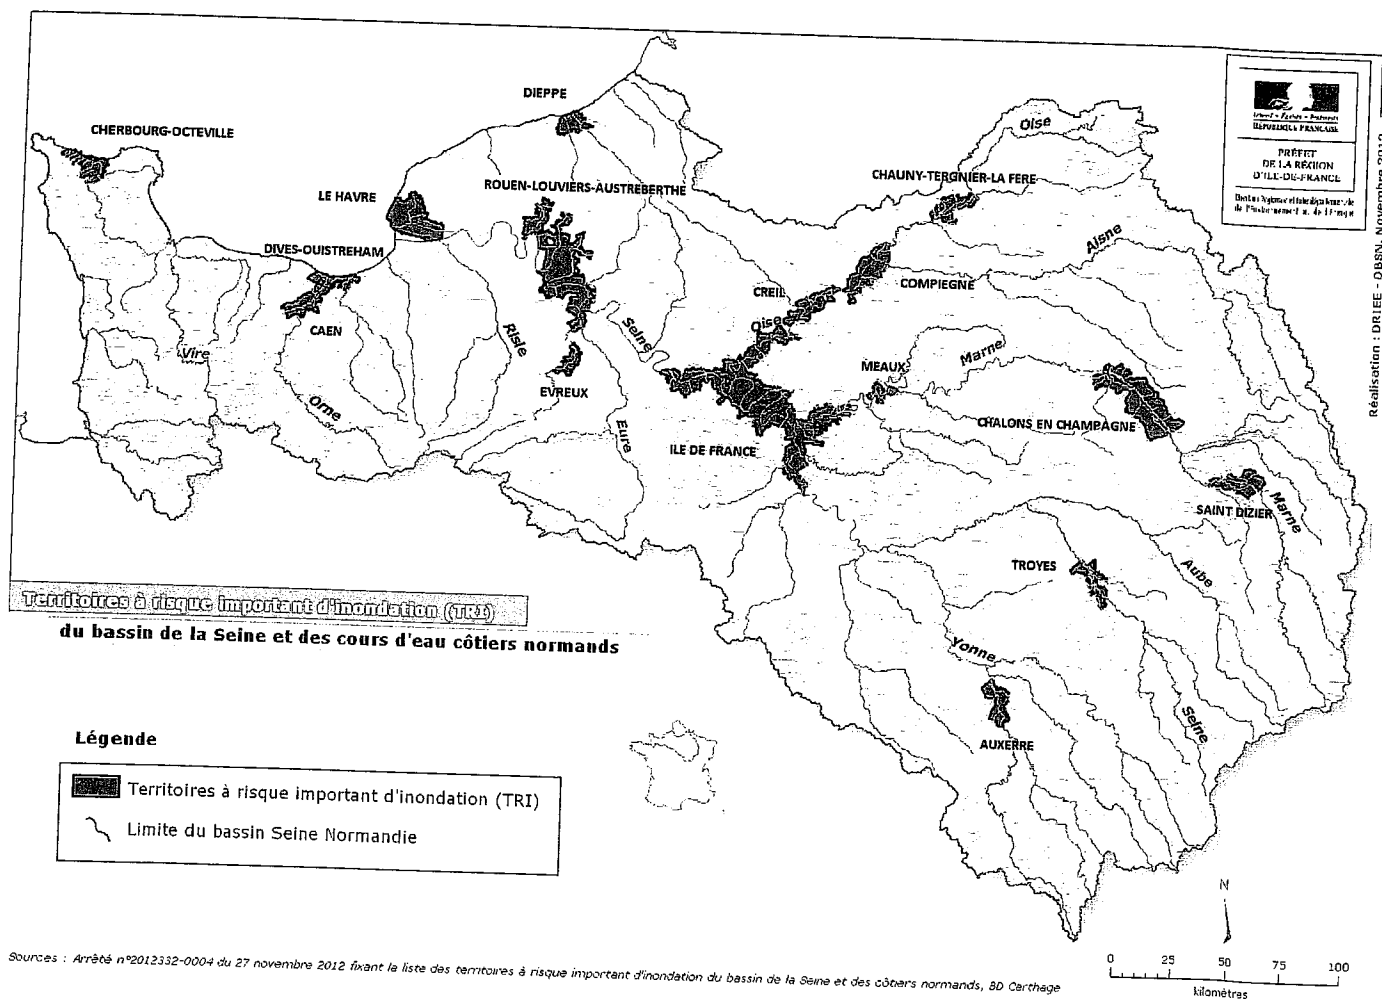 DIEPPE
CHERBOURG-OCTEVILLE
Oise
CHAUNY-TERGNIER-LA FERE
ROUEN-LOUVIERS-AUSTREBERTHE
LE HAVRE
DIVES-OUISTREHAM
Aisne
COMPIEGNE
CREIL
Oise
CAEN
Risle
Seine
Vire
Marne
MEAUX
EVREUX
Orne
Eure
CHALONS EN CHAMPAGNE
ILE DE FRANCE
SAINT DIZIER
Marne
TROYES
Aube
Yonne
Seine
AUXERRE
RÉPUBLIQUE FRANÇAISE
PRÉFET
DE LA RÉGION
D'ILE-DE-FRANCE
Réalisation : DRIEE - DBSN, Novembre 2012
Territoires à risque important d'inondation (TRI)
du bassin de la Seine et des cours d'eau côtiers normands
Légende
Territoires à risque important d'inondation (TRI)
Limite du bassin Seine Normandie
N
0 25 50 75 100
kilomètres
Sources : Arrêté n°2012332-0004 du 27 novembre 2012 fixant la liste des territoires à risque important d'inondation du bassin de la Seine et des côtiers normands, BD Carthage